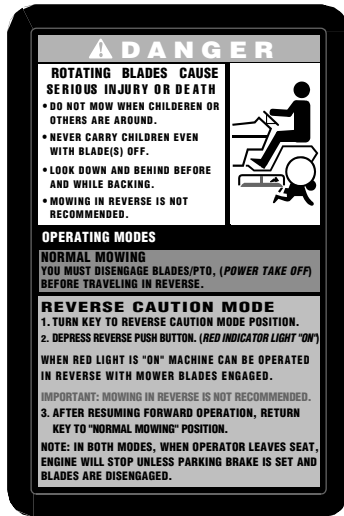 DANGER
ROTATING BLADES CAUSE
SERIOUS INJURY OR DEATH
• DO NOT MOW WHEN CHILDEREN OR
OTHERS ARE AROUND.
• NEVER CARRY CHILDREN EVEN
WITH BLADE(S) OFF.
• LOOK DOWN AND BEHIND BEFORE
AND WHILE BACKING.
• MOWING IN REVERSE IS NOT
RECOMMENDED.
OPERATING MODES
NORMAL MOWING
YOU MUST DISENGAGE BLADES/PTO, (POWER TAKE OFF)
BEFORE TRAVELING IN REVERSE.
REVERSE CAUTION MODE
1. TURN KEY TO REVERSE CAUTION MODE POSITION.
2. DEPRESS REVERSE PUSH BUTTON. (RED INDICATOR LIGHT "ON")
WHEN RED LIGHT IS "ON" MACHINE CAN BE OPERATED
IN REVERSE WITH MOWER BLADES ENGAGED.
IMPORTANT: MOWING IN REVERSE IS NOT RECOMMENDED.
3. AFTER RESUMING FORWARD OPERATION, RETURN
KEY TO "NORMAL MOWING" POSITION.
NOTE: IN BOTH MODES, WHEN OPERATOR LEAVES SEAT,
ENGINE WILL STOP UNLESS PARKING BRAKE IS SET AND
BLADES ARE DISENGAGED.